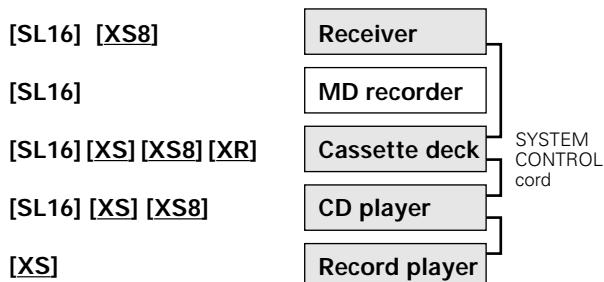 [SL16] [XS8] Receiver
[SL16] MD recorder
[SL16] [XS] [XS8] [XR] Cassette deck
SYSTEM
CONTROL
cord
[SL16] [XS] [XS8] CD player
[XS] Record player